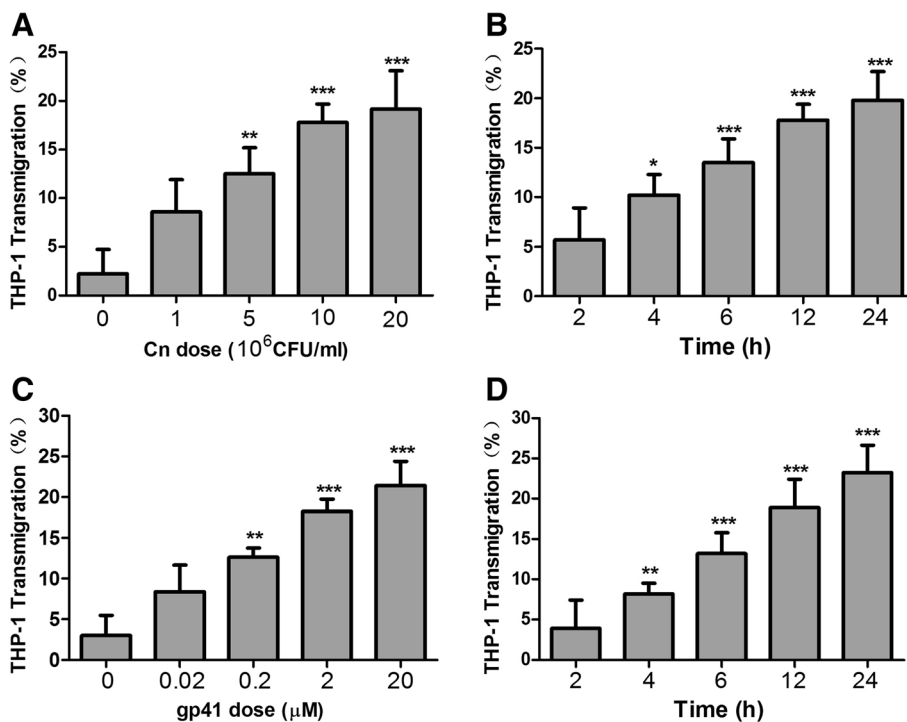 A
THP-1 Transmigration (%)
25
20
15
10
5
0
** *** ***
0 1 5 10 20
Cn dose (10⁶CFU/ml)
B
THP-1 Transmigration (%)
25
20
15
10
5
0
* *** *** ***
2 4 6 12 24
Time (h)
C
THP-1 Transmigration (%)
30
25
20
15
10
5
0
** *** ***
0 0.02 0.2 2 20
gp41 dose (μM)
D
THP-1 Transmigration (%)
30
25
20
15
10
5
0
** *** *** ***
2 4 6 12 24
Time (h)